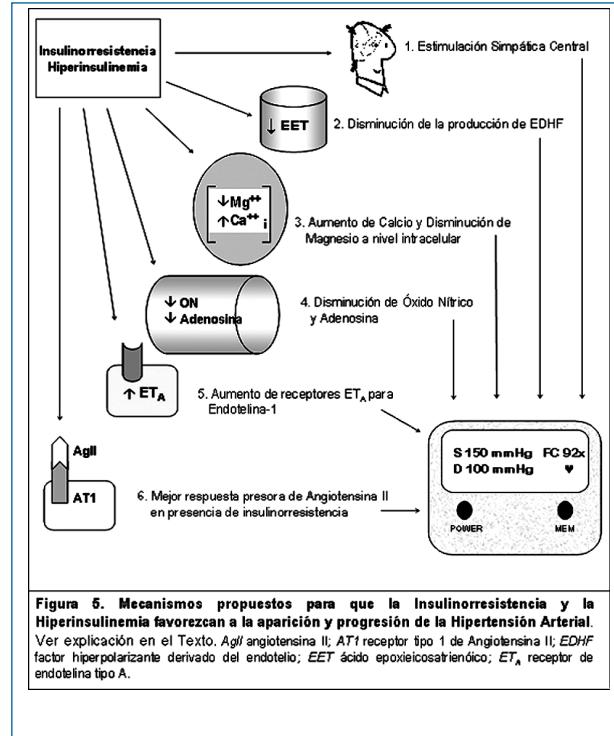 Insulinorresistencia
Hiperinsulinemia
1. Estimulación Simpática Central
↓ EET
2. Disminución de la producción de EDHF
↓Mg++
↑Ca++ i
3. Aumento de Calcio y Disminución de
Magnesio a nivel intracelular
↓ ON
↓ Adenosina
4. Disminución de Óxido Nítrico
y Adenosina
↑ ETA
5. Aumento de receptores ETA para
Endotelina-1
AgII
AT1
6. Mejor respuesta presora de Angiotensina II
en presencia de insulinorresistencia
S 150 mmHg FC 92x
D 100 mmHg ♥
POWER MEM
Figura 5. Mecanismos propuestos para que la Insulinorresistencia y la
Hiperinsulinemia favorezcan a la aparición y progresión de la Hipertensión Arterial.
Ver explicación en el Texto. AgII angiotensina II; AT1 receptor tipo 1 de Angiotensina II; EDHF
factor hiperpolarizante derivado del endotelio; EET ácido epoxieicosatrienóico; ETA receptor de
endotelina tipo A.